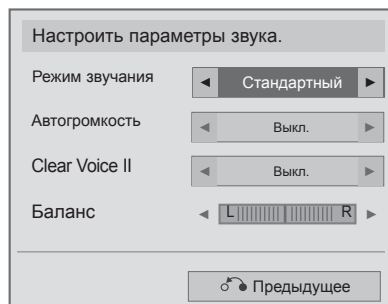 Настроить параметры звука.
Режим звучания
◄ Стандартный ►
Автогромкость
◄ Выкл. ►
Clear Voice II
◄ Выкл. ►
Баланс
◄ L R ►
Предыдущее